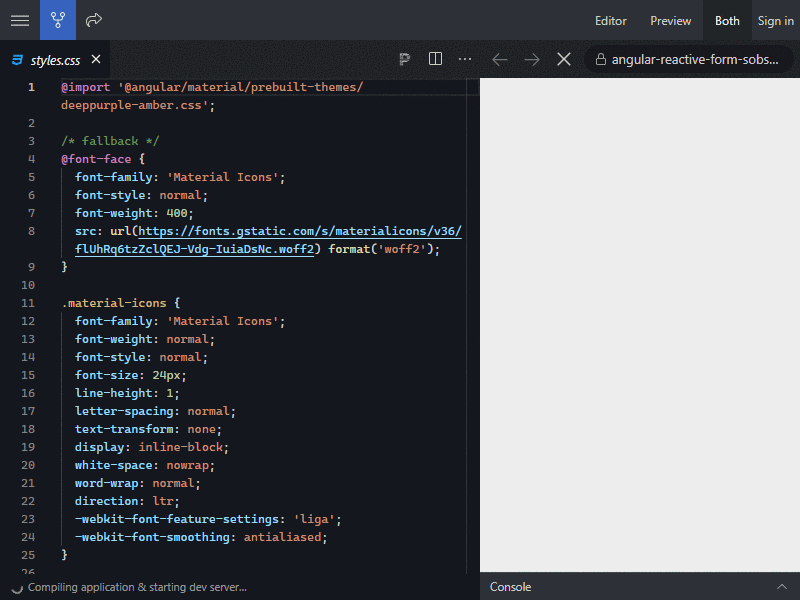 Editor Preview Both Sign in
styles.css angular-reactive-form-sobs...
1 @import '@angular/material/prebuilt-themes/
deeppurple-amber.css';
2
3 /* fallback */
4 @font-face {
5 font-family: 'Material Icons';
6 font-style: normal;
7 font-weight: 400;
8 src: url(https://fonts.gstatic.com/s/materialicons/v36/
flUhRq6tzZclQEJ-Vdg-IuiaDsNc.woff2) format('woff2');
9 }
10
11 .material-icons {
12 font-family: 'Material Icons';
13 font-weight: normal;
14 font-style: normal;
15 font-size: 24px;
16 line-height: 1;
17 letter-spacing: normal;
18 text-transform: none;
19 display: inline-block;
20 white-space: nowrap;
21 word-wrap: normal;
22 direction: ltr;
23 -webkit-font-feature-settings: 'liga';
24 -webkit-font-smoothing: antialiased;
25 }
26
Compiling application & starting dev server... Console